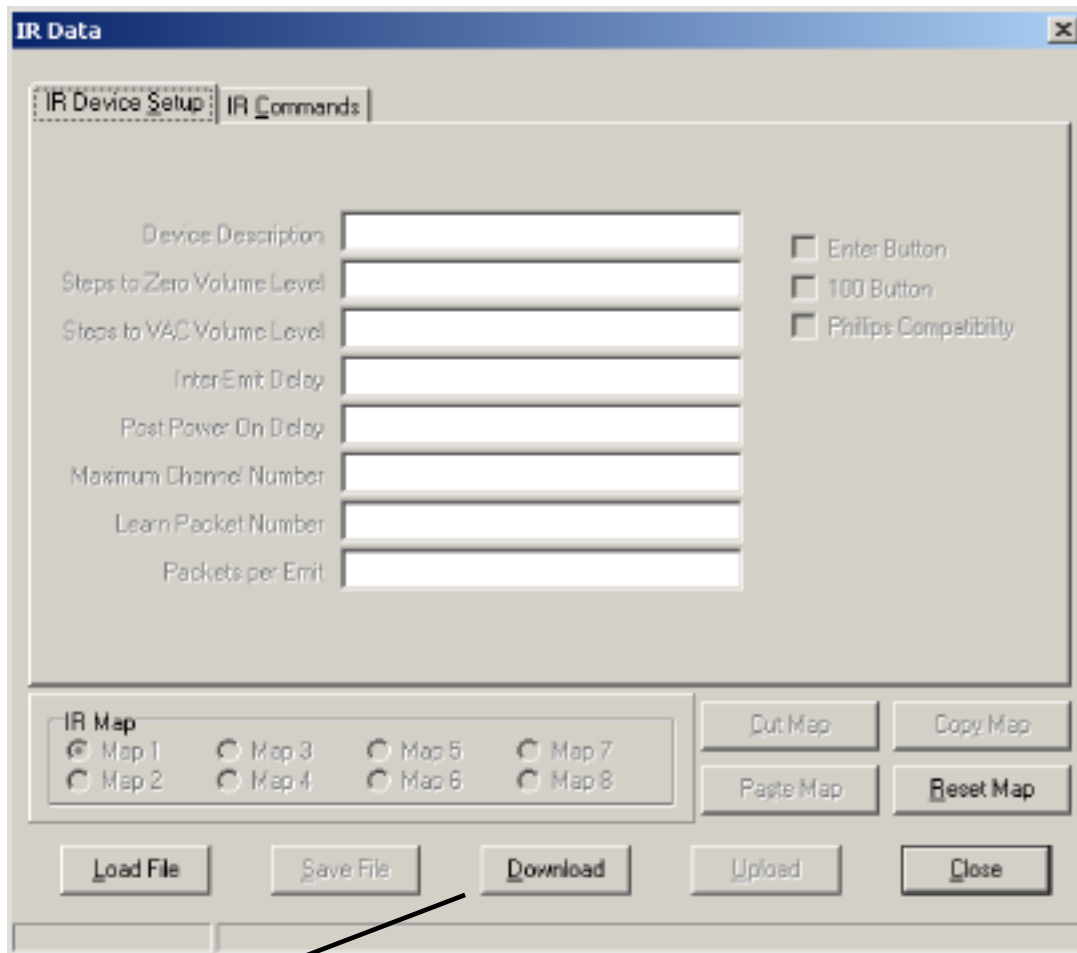 IR Data
IR Device Setup
IR Commands
Device Description
Steps to Zero Volume Level
Steps to VAC Volume Level
Inter-Emit Delay
Post Power On Delay
Maximum Channel Number
Learn Packet Number
Packets per Emit
Enter Button
100 Button
Phillips Compatibility
IR Map
Map 1
Map 3
Map 5
Map 7
Map 2
Map 4
Map 6
Map 8
Cut Map
Copy Map
Paste Map
Reset Map
Load File
Save File
Download
Upload
Close